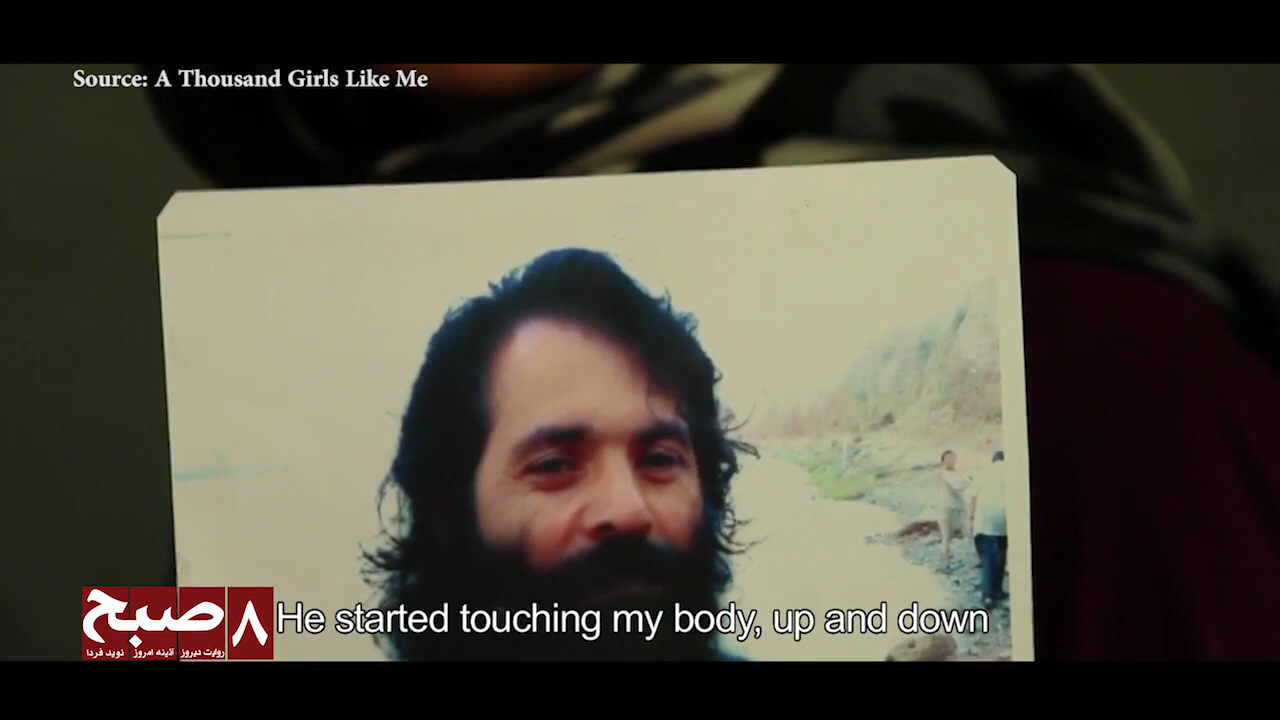 Source: A Thousand Girls Like Me
۸صبح
روایت دیروز آئینه امروز نوید فردا
He started touching my body, up and down